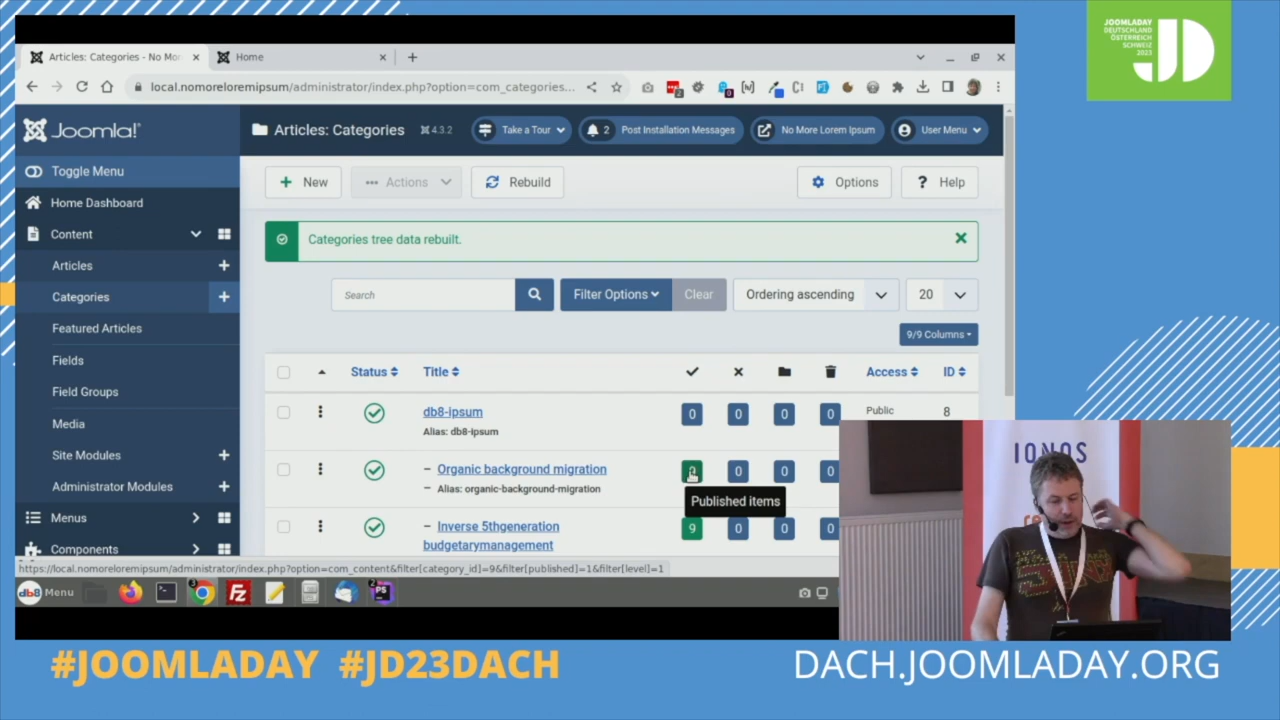 JOOMLADAY
DEUTSCHLAND
ÖSTERREICH
SCHWEIZ
2023
JD
Articles: Categories - No Mor
Home
local.nomoreloremipsum/administrator/index.php?option=com_categories...
Joomla!
Articles: Categories
4.3.2
Take a Tour
2
Post Installation Messages
No More Lorem Ipsum
User Menu
Toggle Menu
New
Actions
Rebuild
Options
Help
Home Dashboard
Content
Categories tree data rebuilt.
Articles
Categories
Search
Filter Options
Clear
Ordering ascending
20
Featured Articles
9/9 Columns
Fields
Status
Title
Access
ID
Field Groups
db8-ipsum
0
0
0
0
Public
8
Alias: db8-ipsum
Media
Site Modules
– Organic background migration
0
0
0
– Alias: organic-background-migration
Administrator Modules
Published items
Menus
– Inverse 5thgeneration
budgetarymanagement
9
0
0
0
Components
https://local.nomoreloremipsum/administrator/index.php?option=com_content&filter[category_id]=9&filter[published]=1&filter[level]=1
db8 Menu
IONOS
#JOOMLADAY #JD23DACH
DACH.JOOMLADAY.ORG